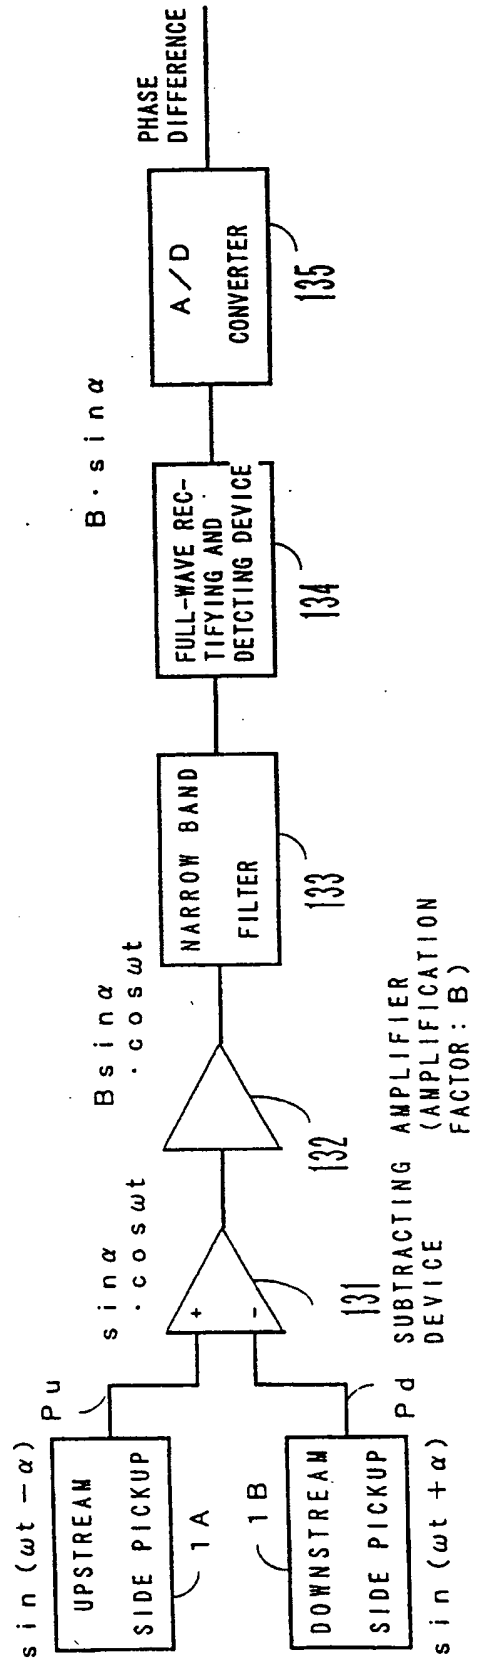 sin (ωt − α)
UPSTREAM
SIDE PICKUP
1A
Pu
1B
DOWNSTREAM
SIDE PICKUP
sin (ωt + α)
Pd
sinα
·cosωt
+
−
131
SUBTRACTING
DEVICE
Bsinα
·cosωt
132
AMPLIFIER
(AMPLIFICATION
FACTOR: B)
NARROW BAND
FILTER
133
FULL-WAVE REC-
TIFYING AND
DETCTING DEVICE
134
B·sinα
A/D
CONVERTER
135
PHASE
DIFFERENCE